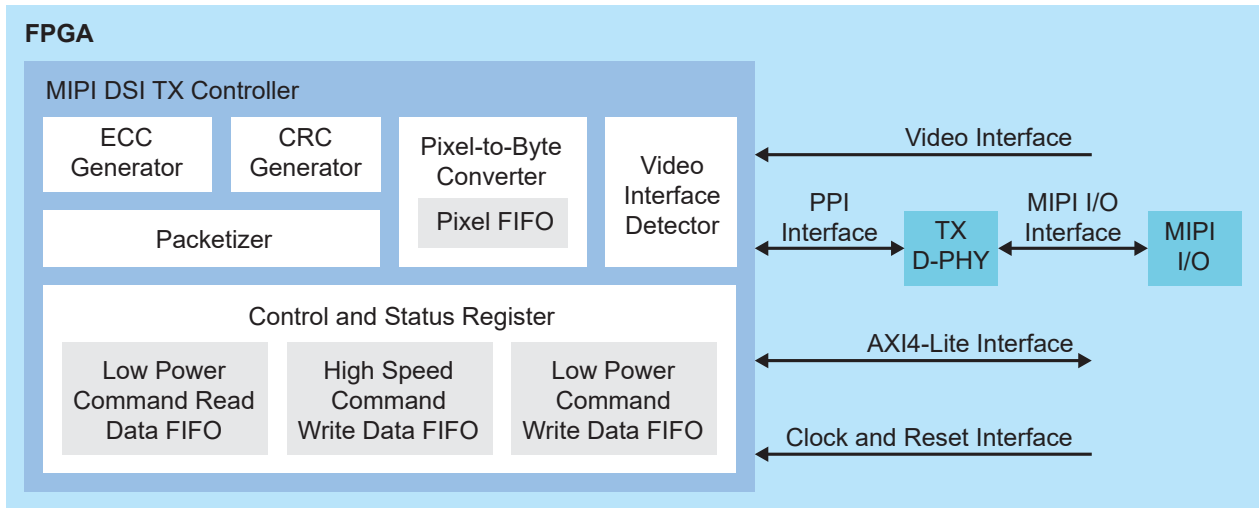 FPGA
MIPI DSI TX Controller
ECC
Generator
CRC
Generator
Pixel-to-Byte
Converter
Pixel FIFO
Video
Interface
Detector
Packetizer
Control and Status Register
Low Power
Command Read
Data FIFO
High Speed
Command
Write Data FIFO
Low Power
Command
Write Data FIFO
Video Interface
PPI
Interface
TX
D-PHY
MIPI I/O
Interface
MIPI
I/O
AXI4-Lite Interface
Clock and Reset Interface